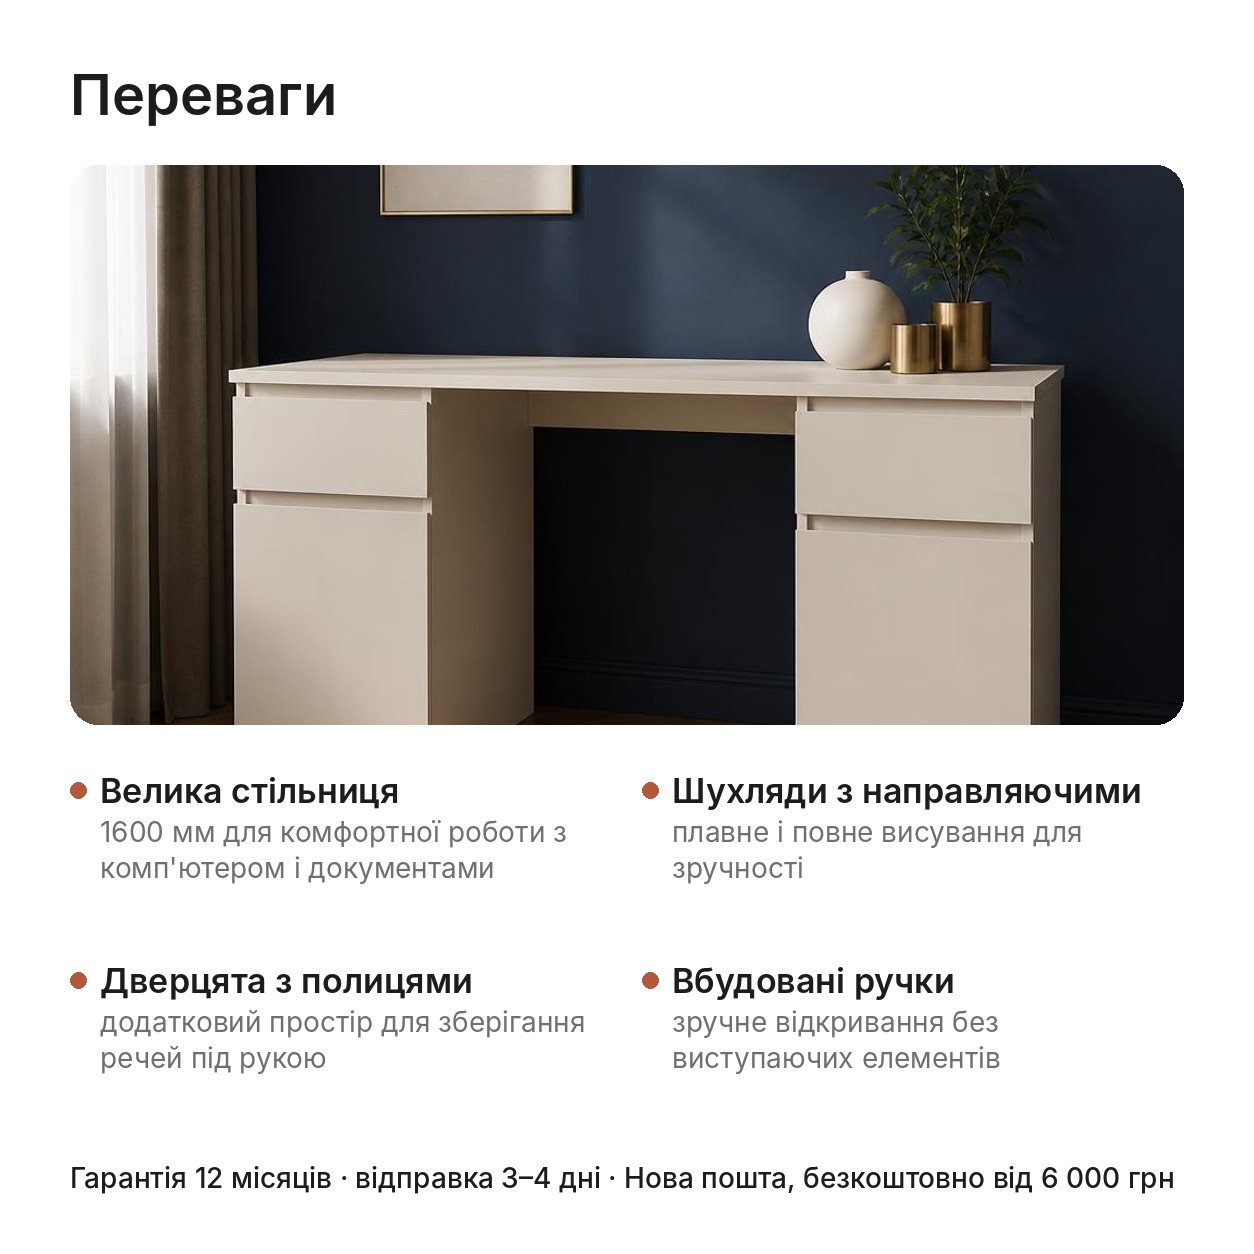 Переваги
Велика стільниця
1600 мм для комфортної роботи з
комп'ютером і документами
Шухляди з направляючими
плавне і повне висування для
зручності
Дверцята з полицями
додатковий простір для зберігання
речей під рукою
Вбудовані ручки
зручне відкривання без
виступаючих елементів
Гарантія 12 місяців · відправка 3–4 дні · Нова пошта, безкоштовно від 6 000 грн